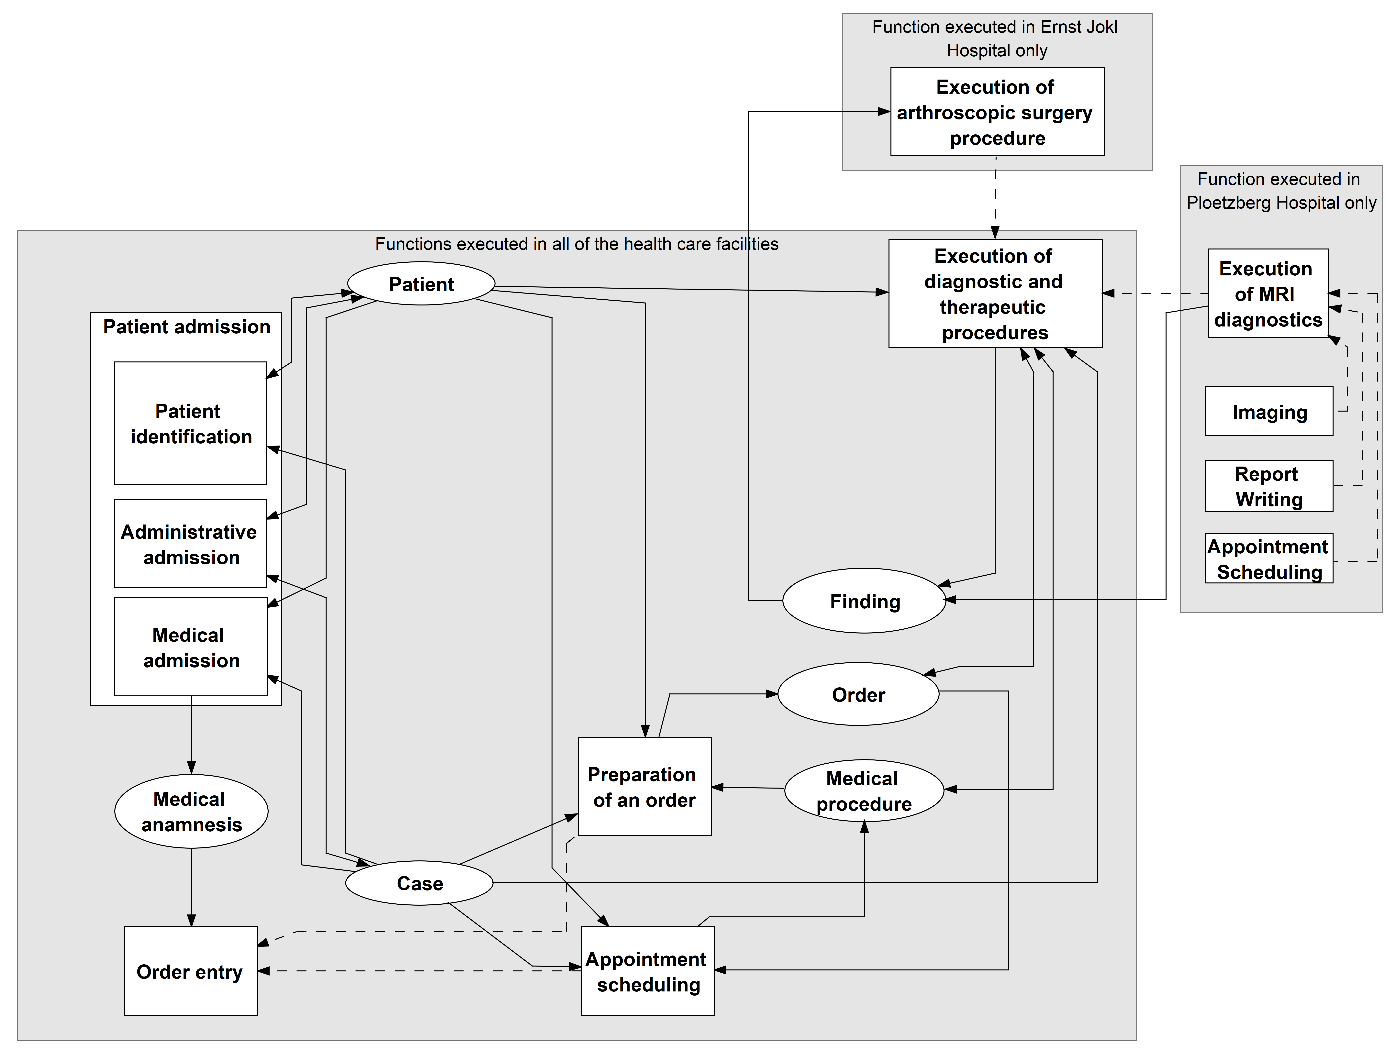 Function executed in Ernst Jokl
Hospital only
Execution of
arthroscopic surgery
procedure
Function executed in
Ploetzberg Hospital only
Execution
of MRI
diagnostics
Imaging
Report
Writing
Appointment
Scheduling
Functions executed in all of the health care facilities
Patient
Execution of
diagnostic and
therapeutic
procedures
Patient admission
Patient
identification
Administrative
admission
Medical
admission
Finding
Order
Preparation
of an order
Medical
procedure
Medical
anamnesis
Case
Order entry
Appointment
scheduling